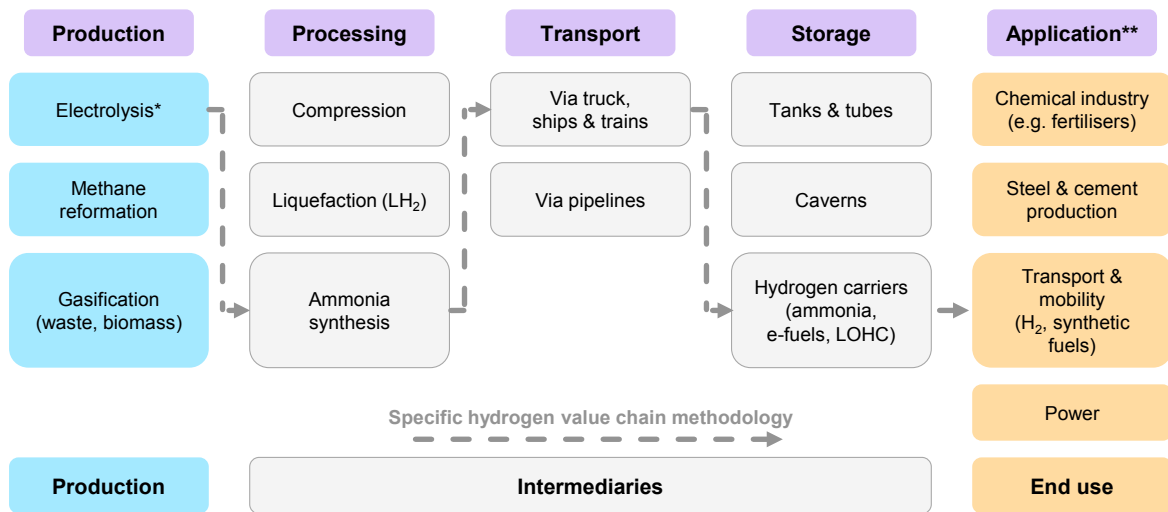 Production
Processing
Transport
Storage
Application**
Electrolysis*
Compression
Via truck,
ships & trains
Tanks & tubes
Chemical industry
(e.g. fertilisers)
Methane
reformation
Liquefaction (LH₂)
Via pipelines
Caverns
Steel & cement
production
Gasification
(waste, biomass)
Ammonia
synthesis
Hydrogen carriers
(ammonia,
e-fuels, LOHC)
Transport &
mobility
(H₂, synthetic
fuels)
Specific hydrogen value chain methodology
Power
Production
Intermediaries
End use